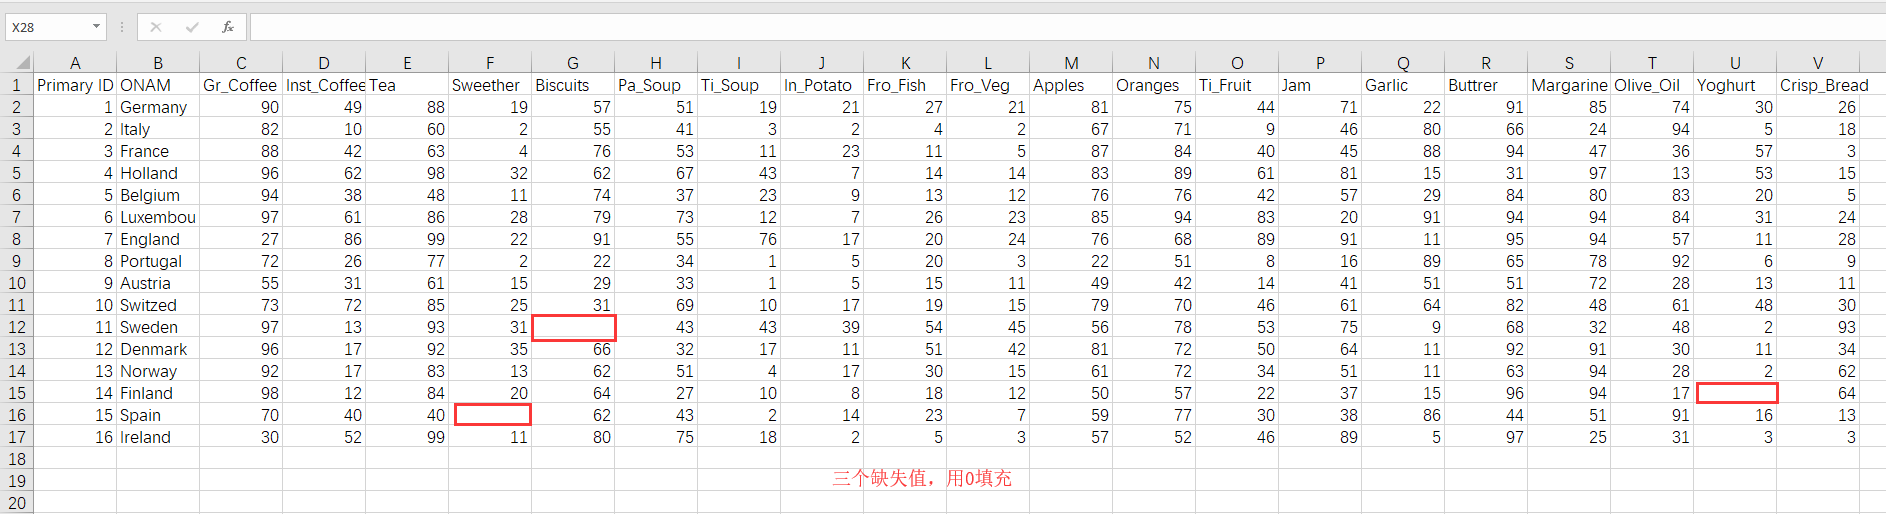 X28 fx
A B C D E F G H I J K L M N O P Q R S T U V
1 Primary ID ONAM Gr_Coffee Inst_Coffee Tea Sweether Biscuits Pa_Soup Ti_Soup In_Potato Fro_Fish Fro_Veg Apples Oranges Ti_Fruit Jam Garlic Buttrer Margarine Olive_Oil Yoghurt Crisp_Bread
2 1 Germany 90 49 88 19 57 51 19 21 27 21 81 75 44 71 22 91 85 74 30 26
3 2 Italy 82 10 60 2 55 41 3 2 4 2 67 71 9 46 80 66 24 94 5 18
4 3 France 88 42 63 4 76 53 11 23 11 5 87 84 40 45 88 94 47 36 57 3
5 4 Holland 96 62 98 32 62 67 43 7 14 14 83 89 61 81 15 31 97 13 53 15
6 5 Belgium 94 38 48 11 74 37 23 9 13 12 76 76 42 57 29 84 80 83 20 5
7 6 Luxembou 97 61 86 28 79 73 12 7 26 23 85 94 83 20 91 94 94 84 31 24
8 7 England 27 86 99 22 91 55 76 17 20 24 76 68 89 91 11 95 94 57 11 28
9 8 Portugal 72 26 77 2 22 34 1 5 20 3 22 51 8 16 89 65 78 92 6 9
10 9 Austria 55 31 61 15 29 33 1 5 15 11 49 42 14 41 51 51 72 28 13 11
11 10 Switzed 73 72 85 25 31 69 10 17 19 15 79 70 46 61 64 82 48 61 48 30
12 11 Sweden 97 13 93 31 43 43 39 54 45 56 78 53 75 9 68 32 48 2 93
13 12 Denmark 96 17 92 35 66 32 17 11 51 42 81 72 50 64 11 92 91 30 11 34
14 13 Norway 92 17 83 13 62 51 4 17 30 15 61 72 34 51 11 63 94 28 2 62
15 14 Finland 98 12 84 20 64 27 10 8 18 12 50 57 22 37 15 96 94 17 64
16 15 Spain 70 40 40 62 43 2 14 23 7 59 77 30 38 86 44 51 91 16 13
17 16 Ireland 30 52 99 11 80 75 18 2 5 3 57 52 46 89 5 97 25 31 3 3
18
19 三个缺失值，用0填充
20